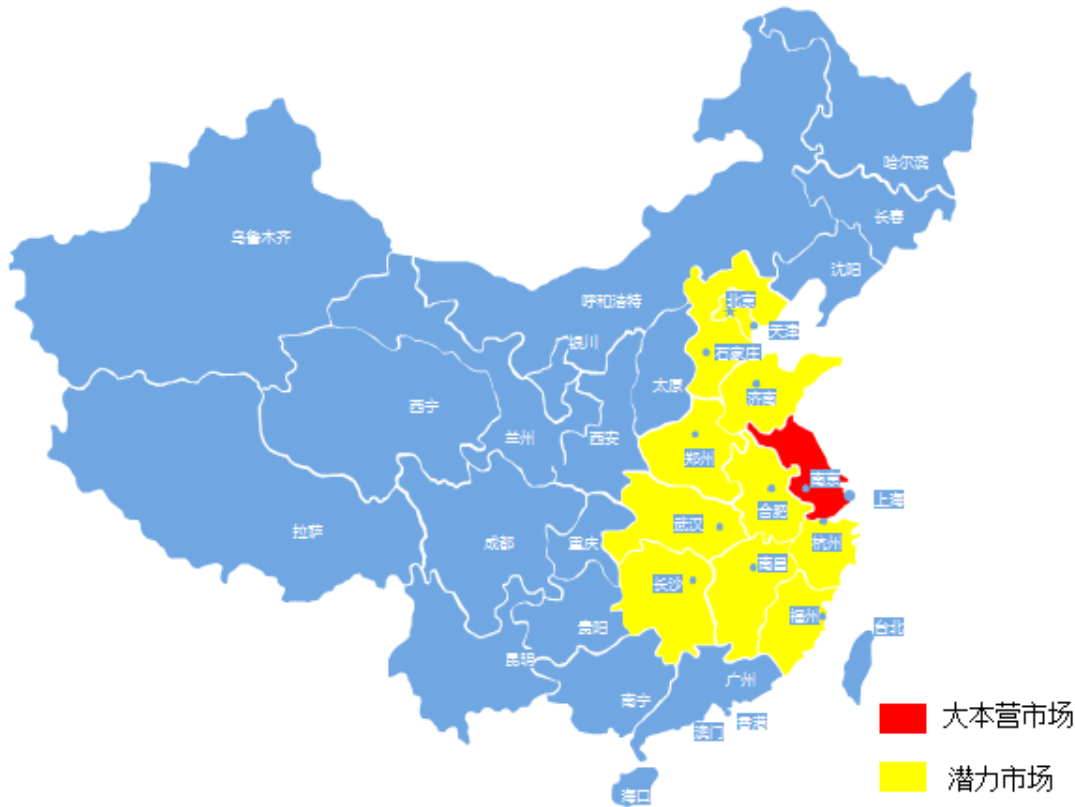 哈尔滨
长春
乌鲁木齐
沈阳
呼和浩特
北京
天津
银川
石家庄
太原
济南
西宁
兰州
西安
郑州
南京
上海
合肥
武汉
拉萨
成都
重庆
杭州
南昌
长沙
福州
贵阳
台北
昆明
广州
南宁
香港
澳门
大本营市场
潜力市场
海口